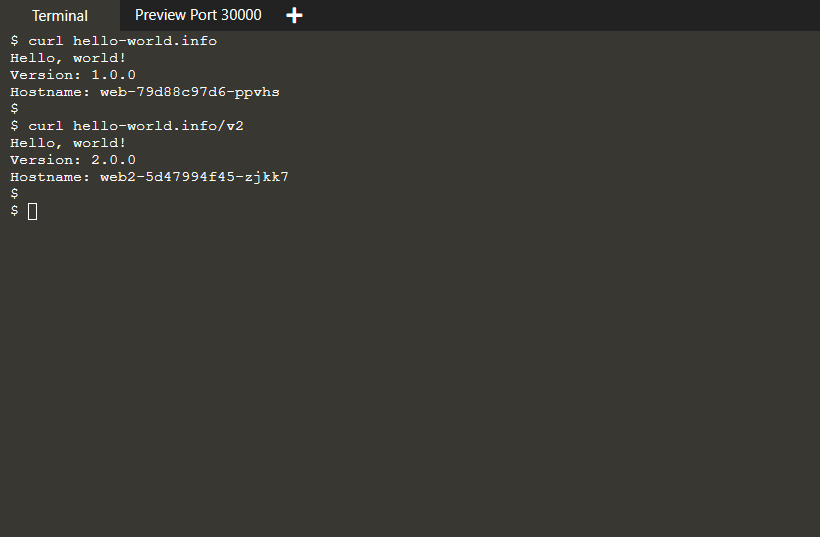 Terminal
Preview Port 30000
$ curl hello-world.info
Hello, world!
Version: 1.0.0
Hostname: web-79d88c97d6-ppvhs
$
$ curl hello-world.info/v2
Hello, world!
Version: 2.0.0
Hostname: web2-5d47994f45-zjkk7
$
$